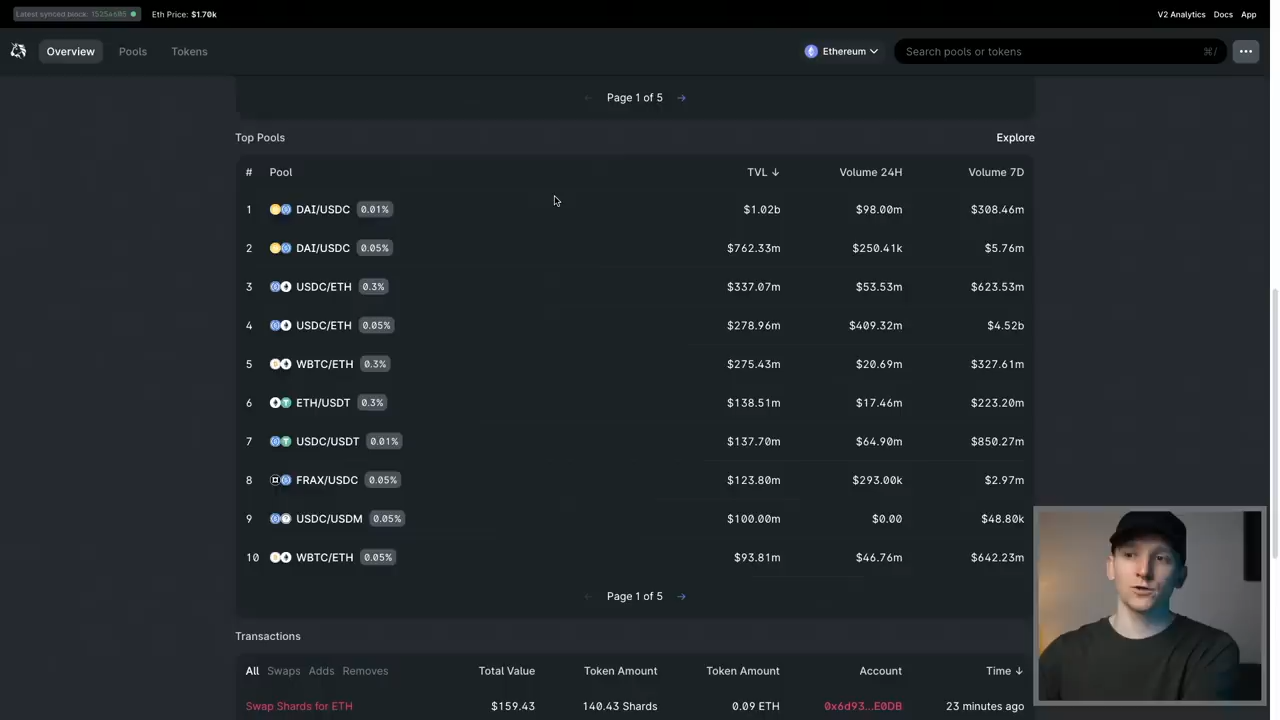 Latest synced block: 15254685 Eth Price: $1.70k V2 Analytics Docs App
Overview Pools Tokens Ethereum Search pools or tokens ⌘/
Page 1 of 5 →
Top Pools Explore
# Pool TVL ↓ Volume 24H Volume 7D
1 DAI/USDC 0.01% $1.02b $98.00m $308.46m
2 DAI/USDC 0.05% $762.33m $250.41k $5.76m
3 USDC/ETH 0.3% $337.07m $53.53m $623.53m
4 USDC/ETH 0.05% $278.96m $409.32m $4.52b
5 WBTC/ETH 0.3% $275.43m $20.69m $327.61m
6 ETH/USDT 0.3% $138.51m $17.46m $223.20m
7 USDC/USDT 0.01% $137.70m $64.90m $850.27m
8 FRAX/USDC 0.05% $123.80m $293.00k $2.97m
9 USDC/USDM 0.05% $100.00m $0.00 $48.80k
10 WBTC/ETH 0.05% $93.81m $46.76m $642.23m
Page 1 of 5 →
Transactions
All Swaps Adds Removes Total Value Token Amount Token Amount Account Time ↓
Swap Shards for ETH $159.43 140.43 Shards 0.09 ETH 0x6d93...E0DB 23 minutes ago